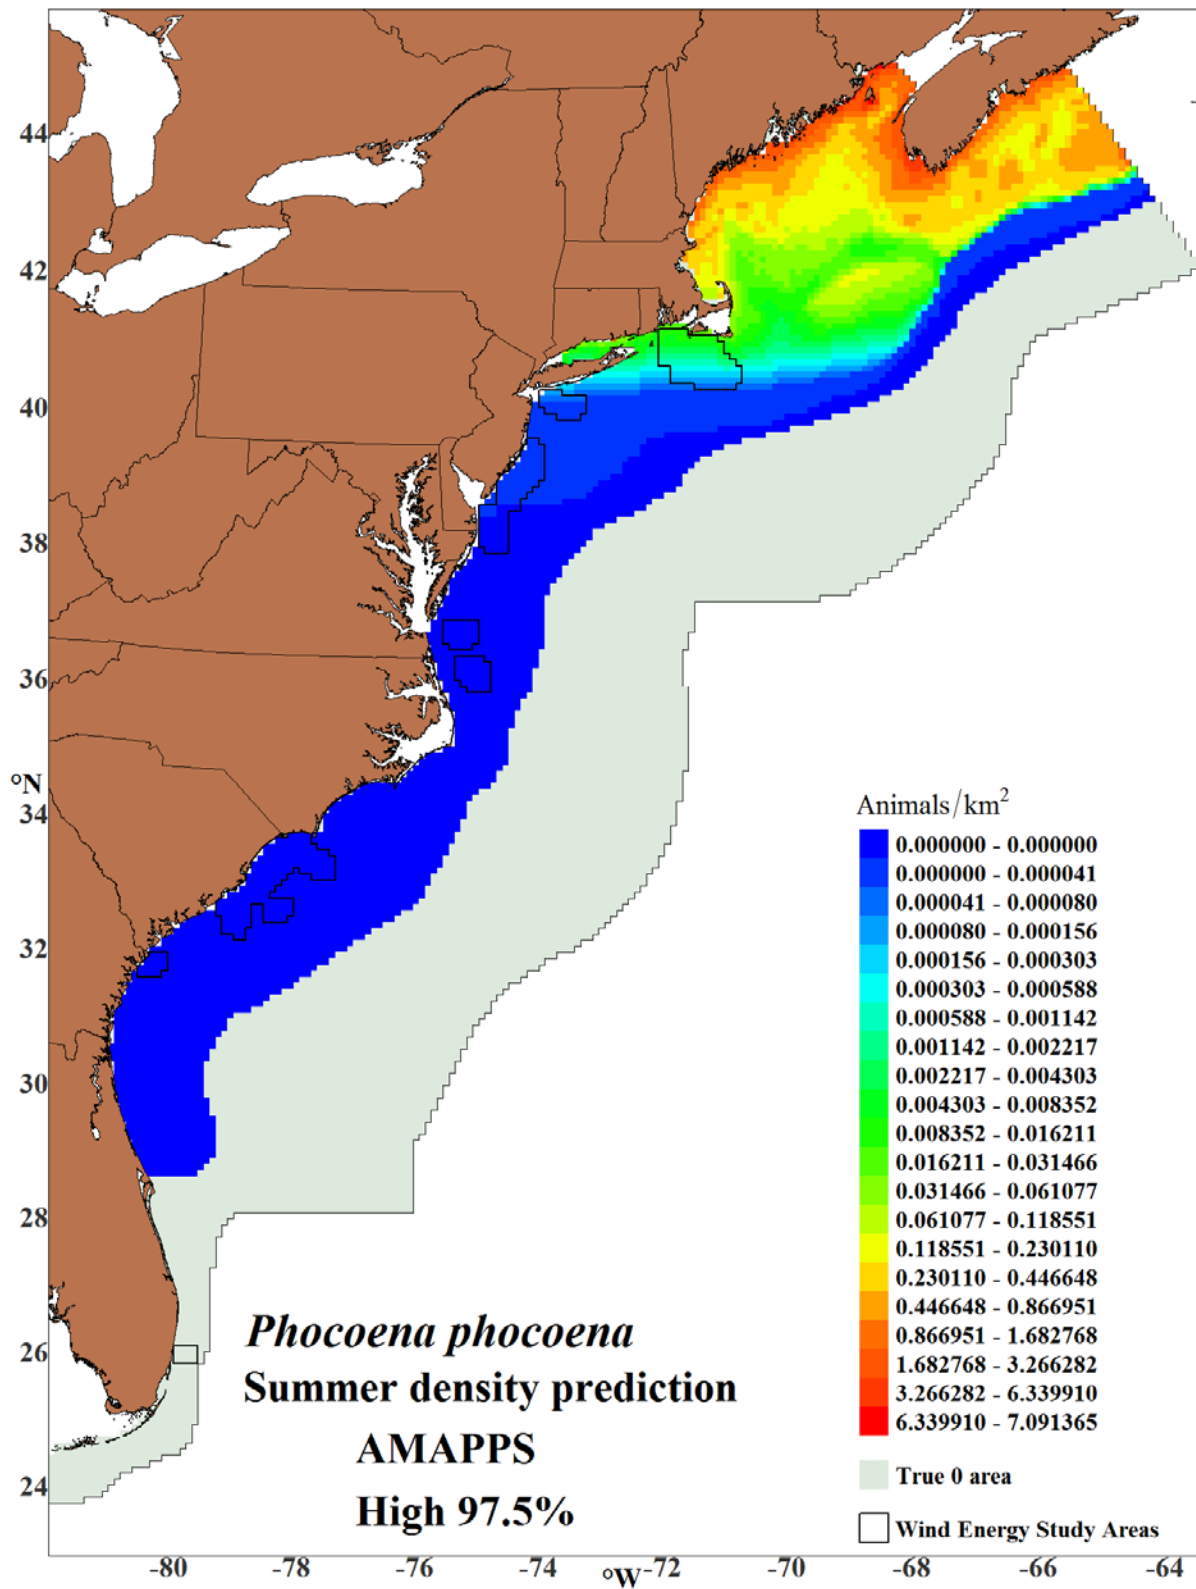 44
42
40
38
36
°N
34
32
30
28
26
24
Animals/km²
0.000000 - 0.000000
0.000000 - 0.000041
0.000041 - 0.000080
0.000080 - 0.000156
0.000156 - 0.000303
0.000303 - 0.000588
0.000588 - 0.001142
0.001142 - 0.002217
0.002217 - 0.004303
0.004303 - 0.008352
0.008352 - 0.016211
0.016211 - 0.031466
0.031466 - 0.061077
0.061077 - 0.118551
0.118551 - 0.230110
0.230110 - 0.446648
0.446648 - 0.866951
0.866951 - 1.682768
1.682768 - 3.266282
3.266282 - 6.339910
6.339910 - 7.091365
True 0 area
Wind Energy Study Areas
Phocoena phocoena
Summer density prediction
AMAPPS
High 97.5%
-80 -78 -76 -74 -72 -70 -68 -66 -64
°W